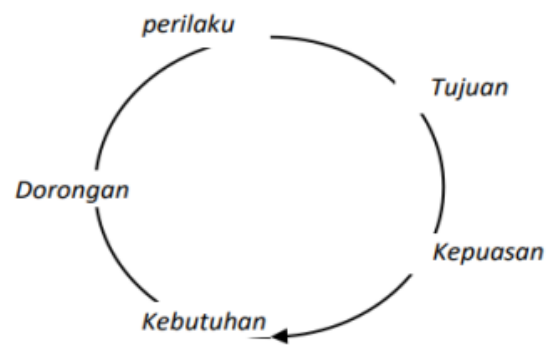 perilaku
Tujuan
Dorongan
Kepuasan
Kebutuhan